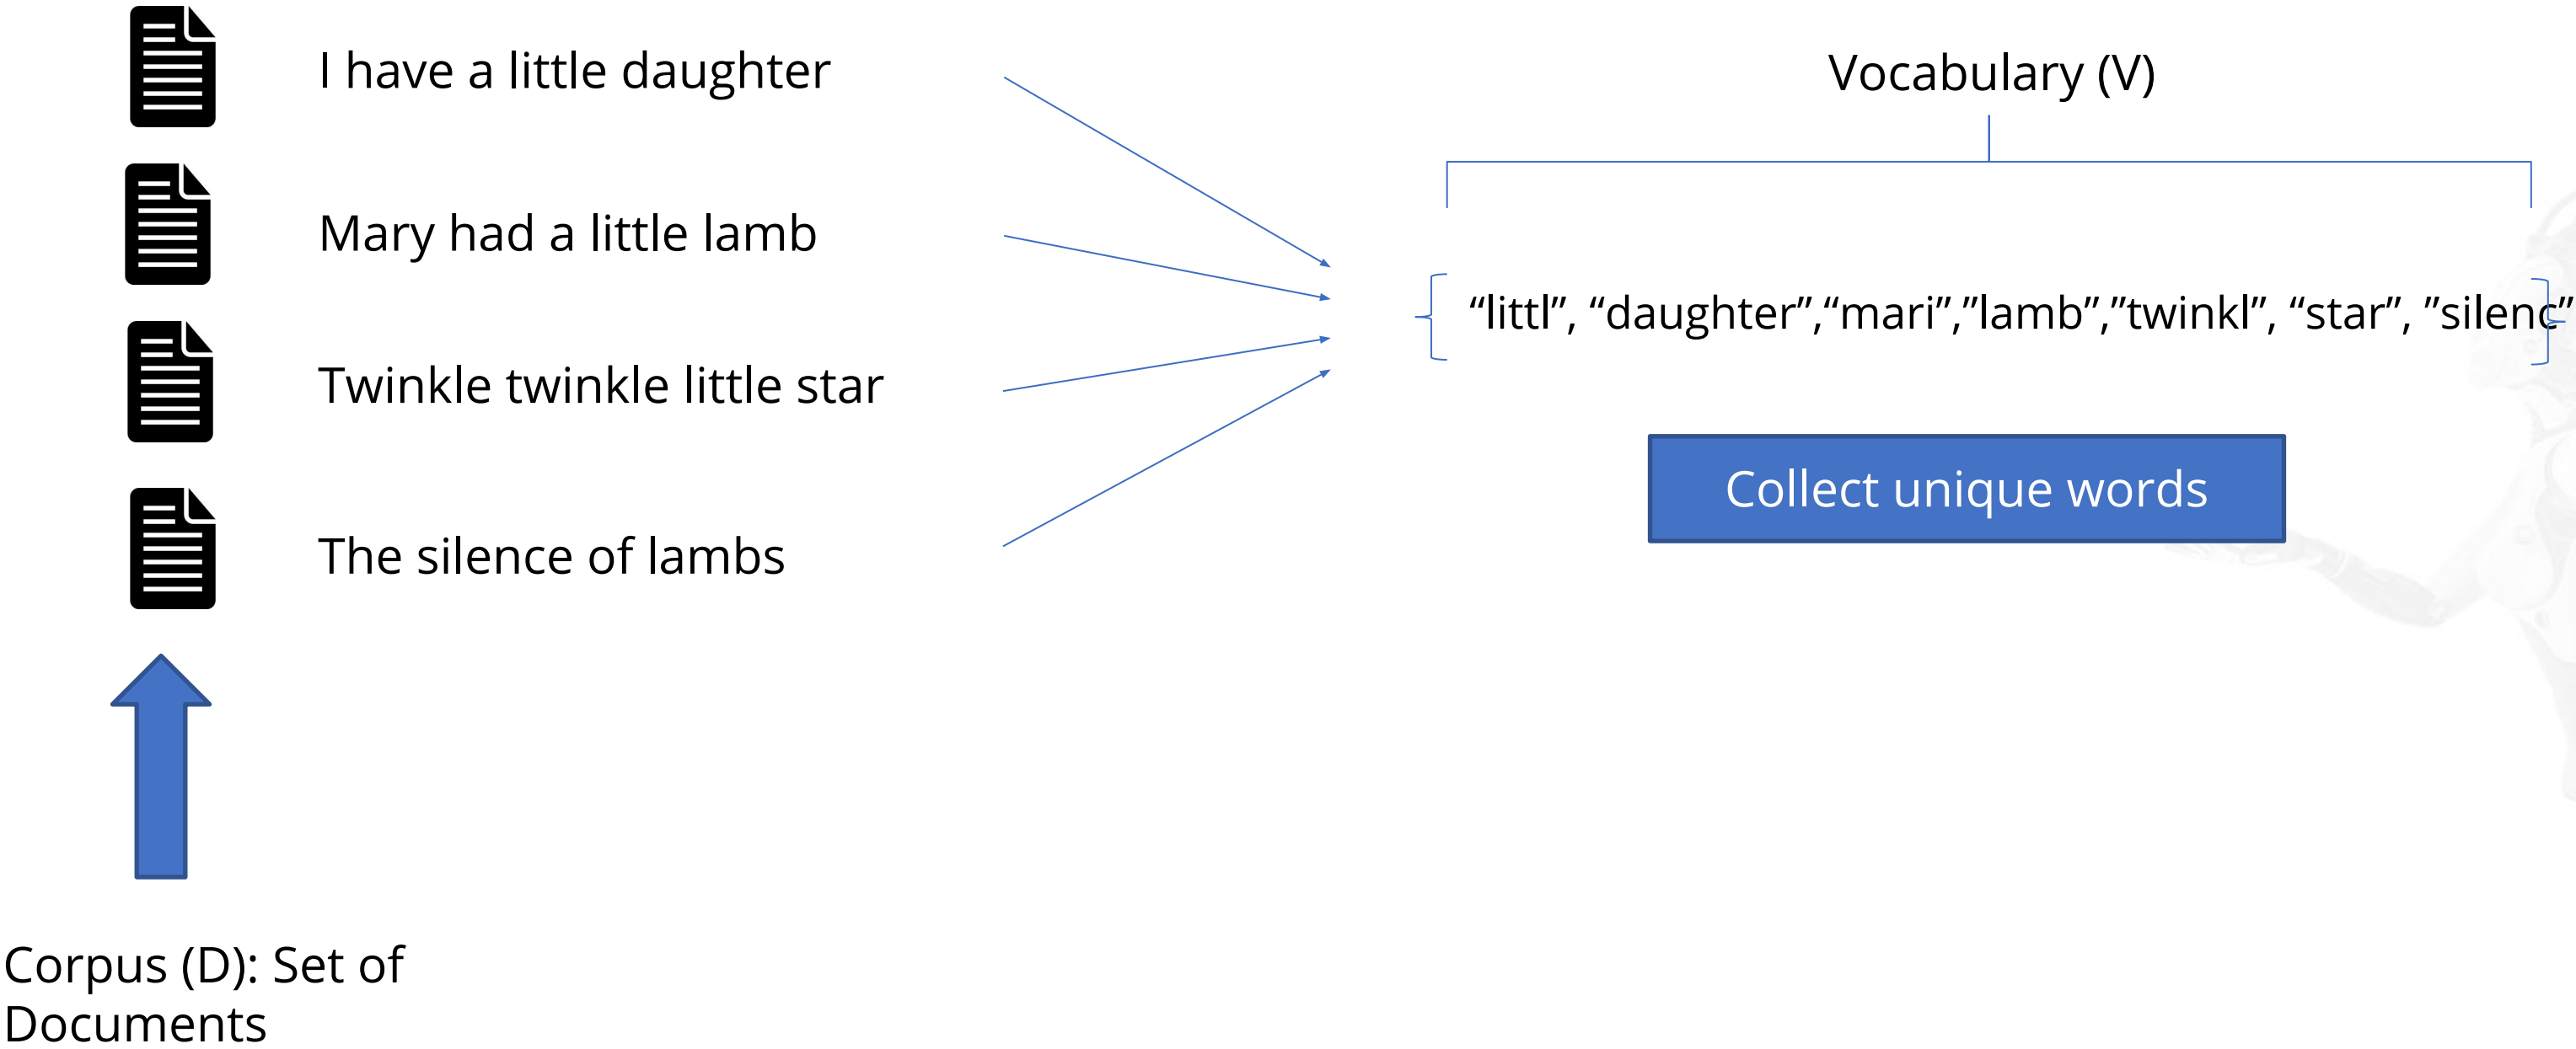 I have a little daughter
Mary had a little lamb
Twinkle twinkle little star
The silence of lambs
Corpus (D): Set of
Documents
Vocabulary (V)
“littl”, “daughter”,“mari”,”lamb”,”twinkl”, “star”, ”silenc”
Collect unique words